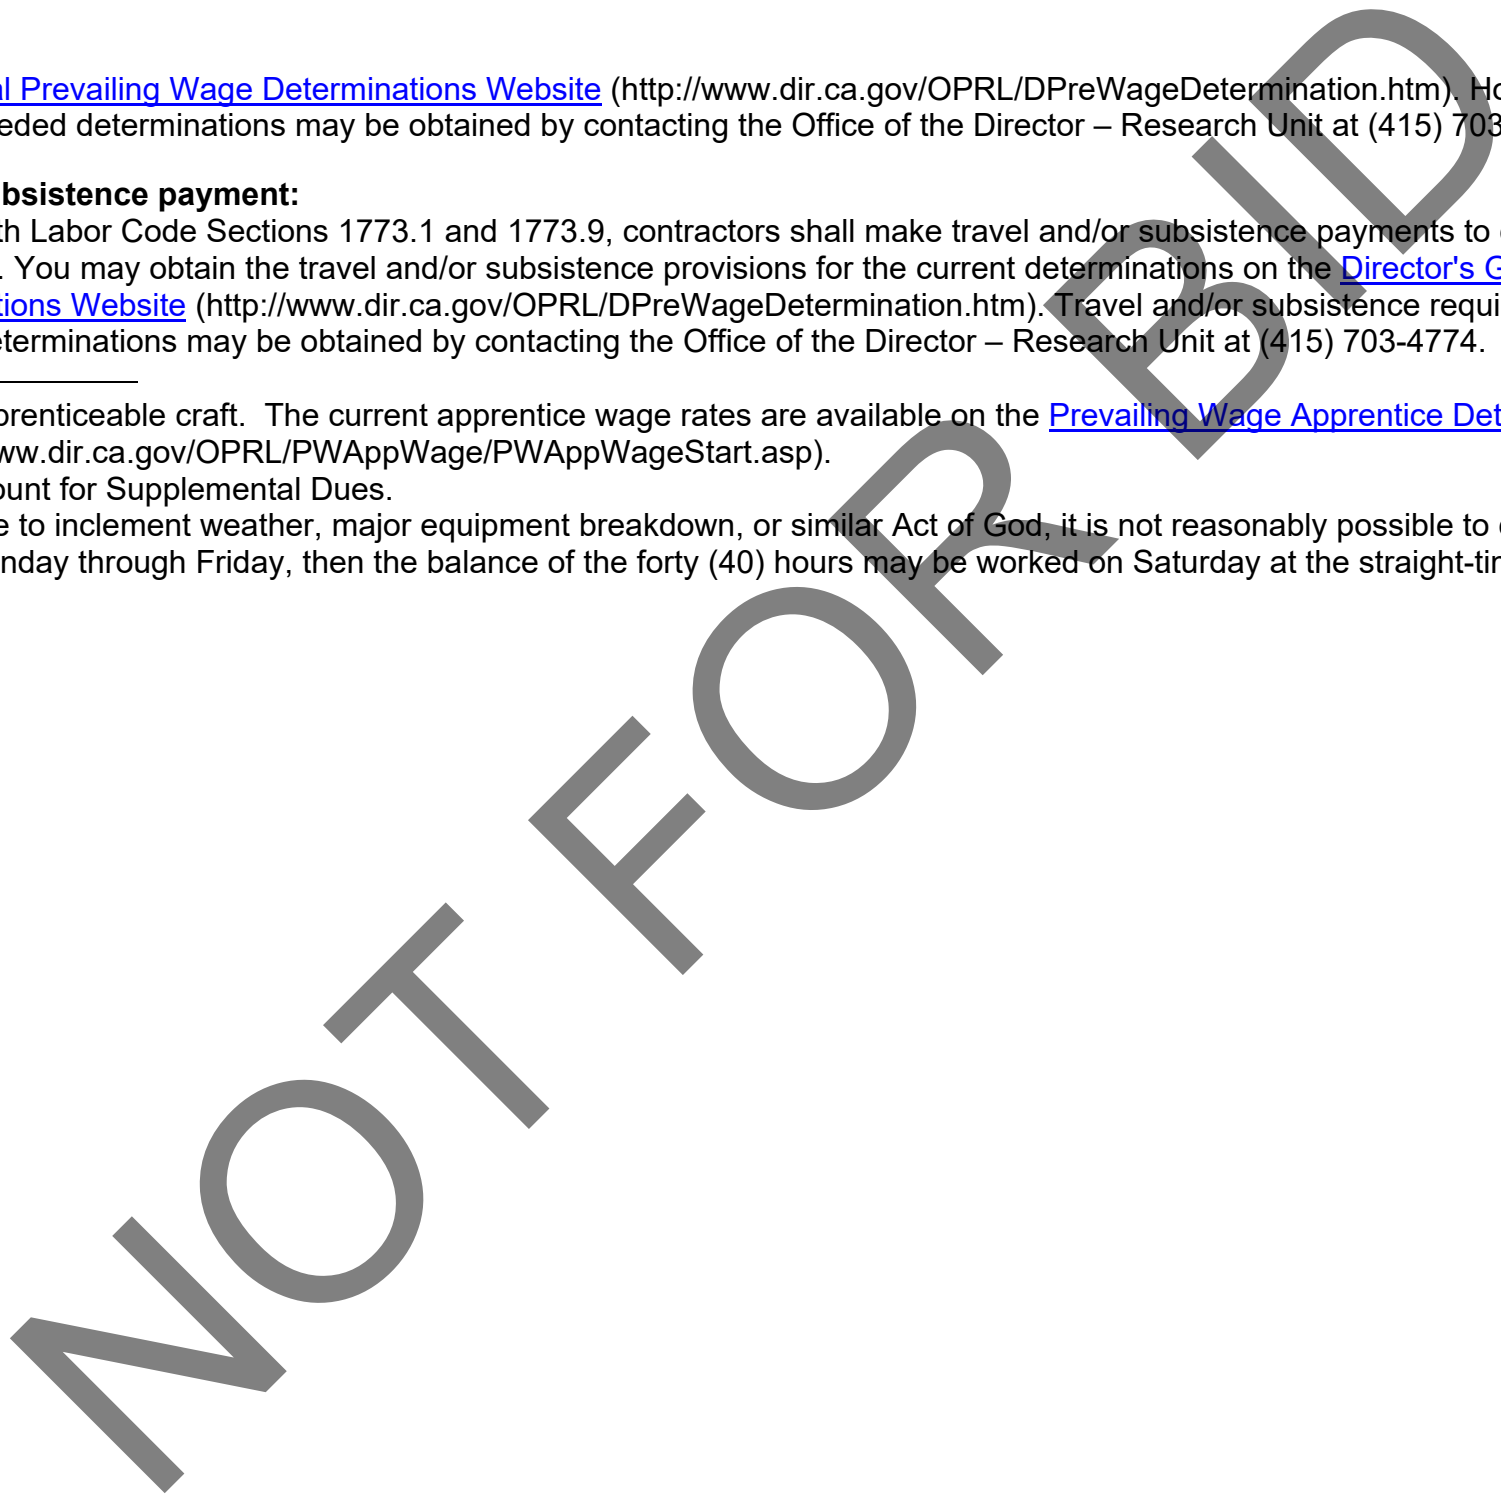 l Prevailing Wage Determinations Website (http://www.dir.ca.gov/OPRL/DPreWageDetermination.htm). Ho
eded determinations may be obtained by contacting the Office of the Director – Research Unit at (415) 703
bsistence payment:
th Labor Code Sections 1773.1 and 1773.9, contractors shall make travel and/or subsistence payments to
. You may obtain the travel and/or subsistence provisions for the current determinations on the Director's G
tions Website (http://www.dir.ca.gov/OPRL/DPreWageDetermination.htm). Travel and/or subsistence requi
eterminations may be obtained by contacting the Office of the Director – Research Unit at (415) 703-4774.
prenticeable craft.  The current apprentice wage rates are available on the Prevailing Wage Apprentice Det
ww.dir.ca.gov/OPRL/PWAppWage/PWAppWageStart.asp).
ount for Supplemental Dues.
e to inclement weather, major equipment breakdown, or similar Act of God, it is not reasonably possible to
nday through Friday, then the balance of the forty (40) hours may be worked on Saturday at the straight-tim
NOT FOR BID